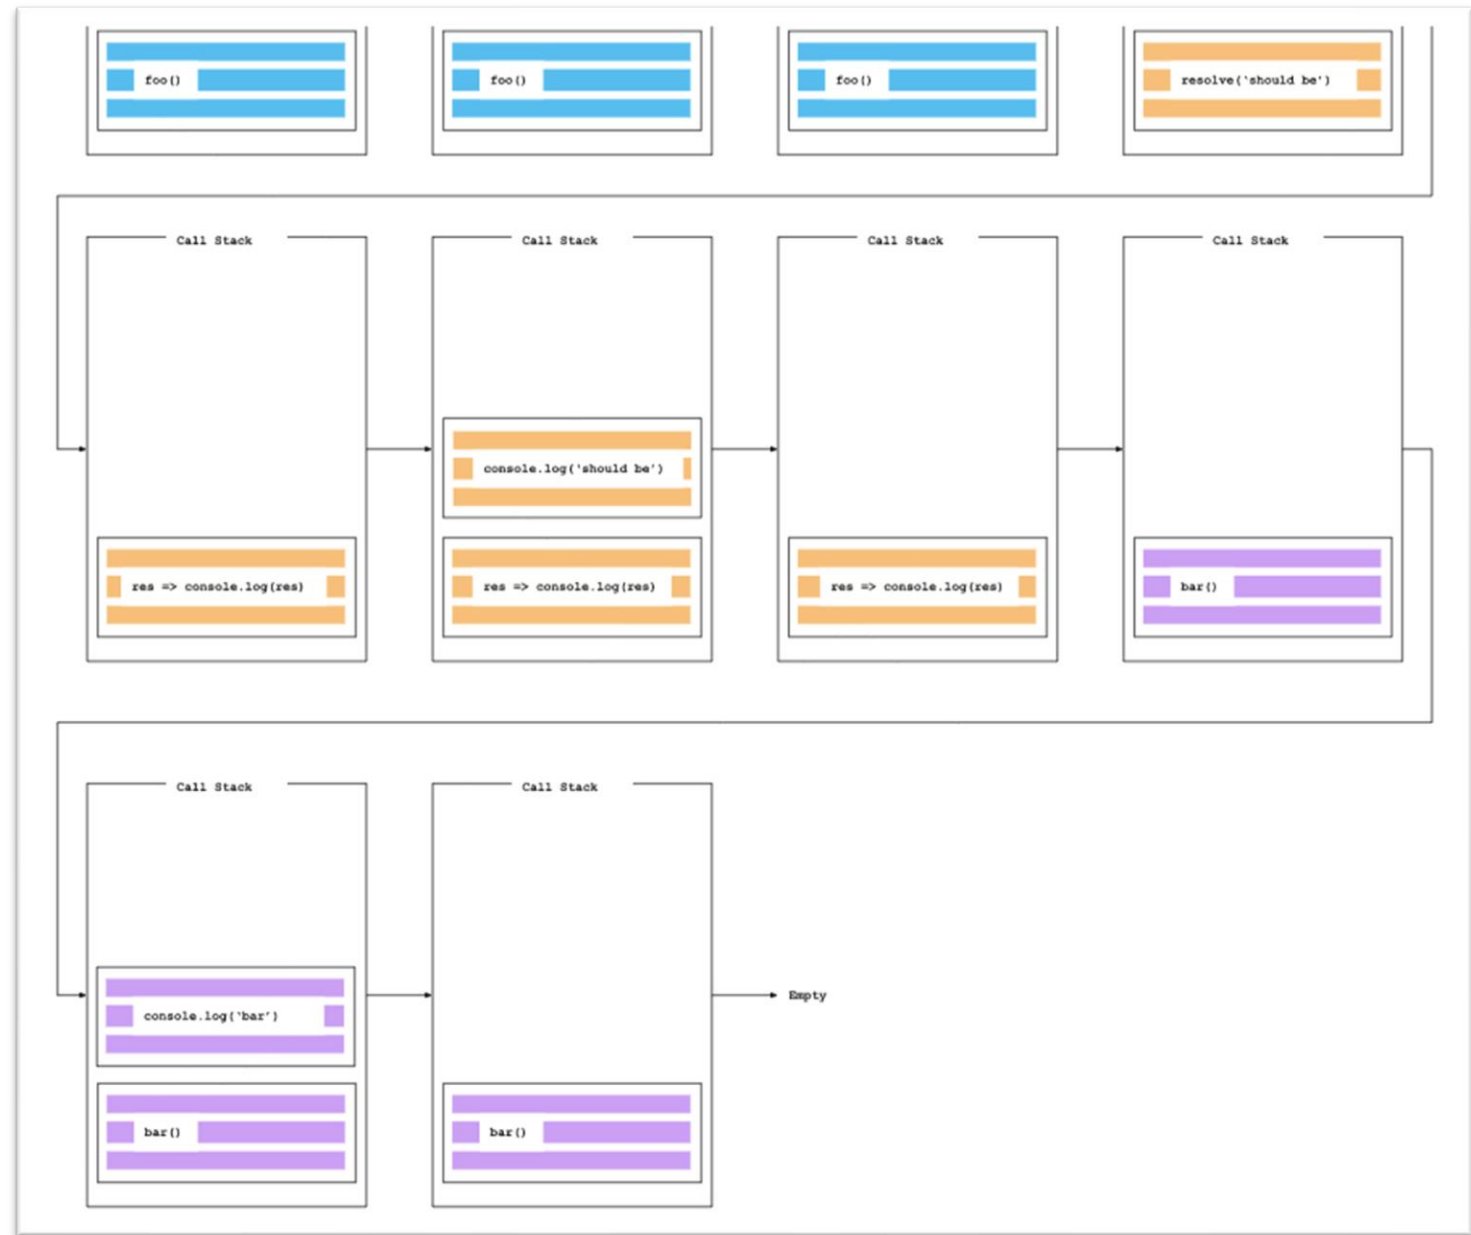 foo()
foo()
foo()
resolve('should be')
Call Stack
Call Stack
Call Stack
Call Stack
console.log('should be')
res => console.log(res)
res => console.log(res)
res => console.log(res)
bar()
Call Stack
Call Stack
Empty
console.log('bar')
bar()
bar()